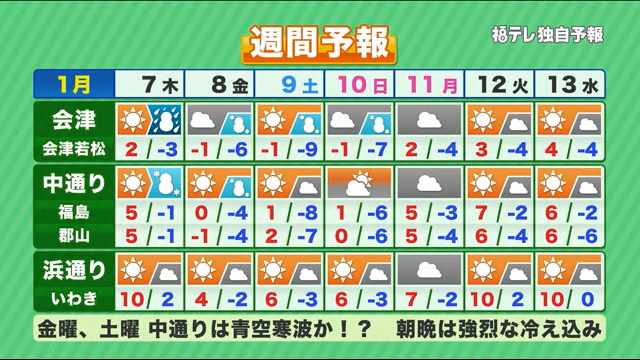 福テレ独自予報
週間予報
1月 7木 8金 9土 10日 11月 12火 13水
会津
会津若松 2/-3 -1/-6 -1/-9 -1/-7 2/-4 3/-4 4/-4
中通り
福島 5/-1 0/-4 1/-8 1/-6 5/-3 7/-2 6/-2
郡山 5/-1 -1/-4 2/-7 0/-6 5/-4 6/-4 6/-6
浜通り
いわき 10/2 4/-2 6/-3 6/-3 7/-2 10/2 10/0
金曜、土曜 中通りは青空寒波か!? 朝晩は強烈な冷え込み